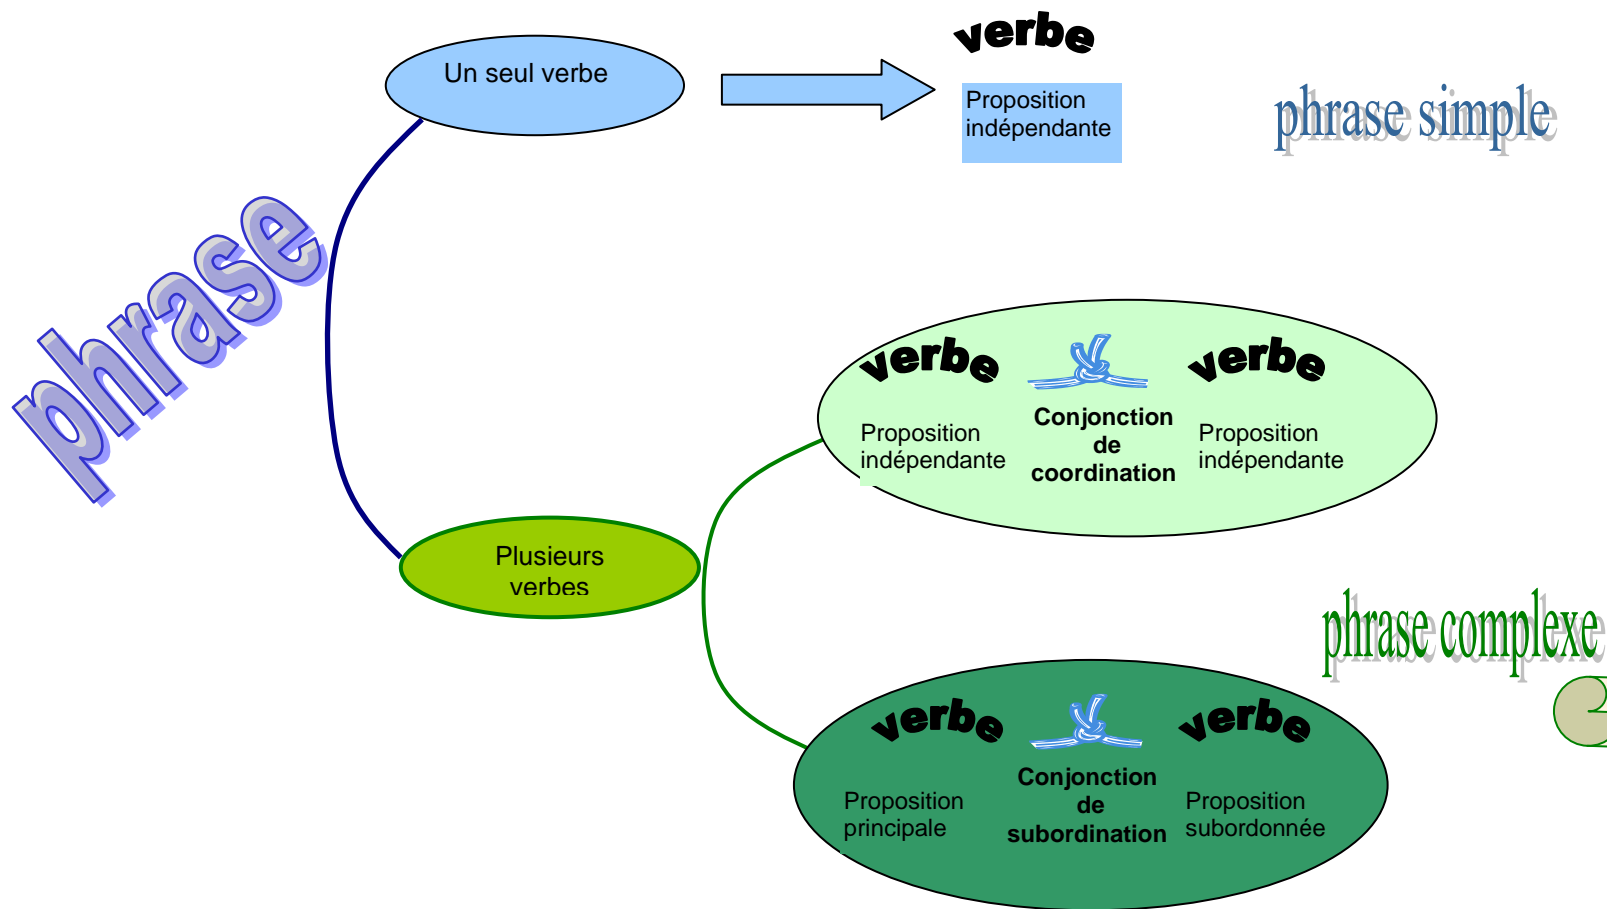 phrase
Un seul verbe
verbe
Proposition
indépendante
phrase simple
Plusieurs
verbes
verbe
verbe
Proposition
indépendante
Conjonction
de
coordination
Proposition
indépendante
phrase complexe
verbe
verbe
Proposition
principale
Conjonction
de
subordination
Proposition
subordonnée